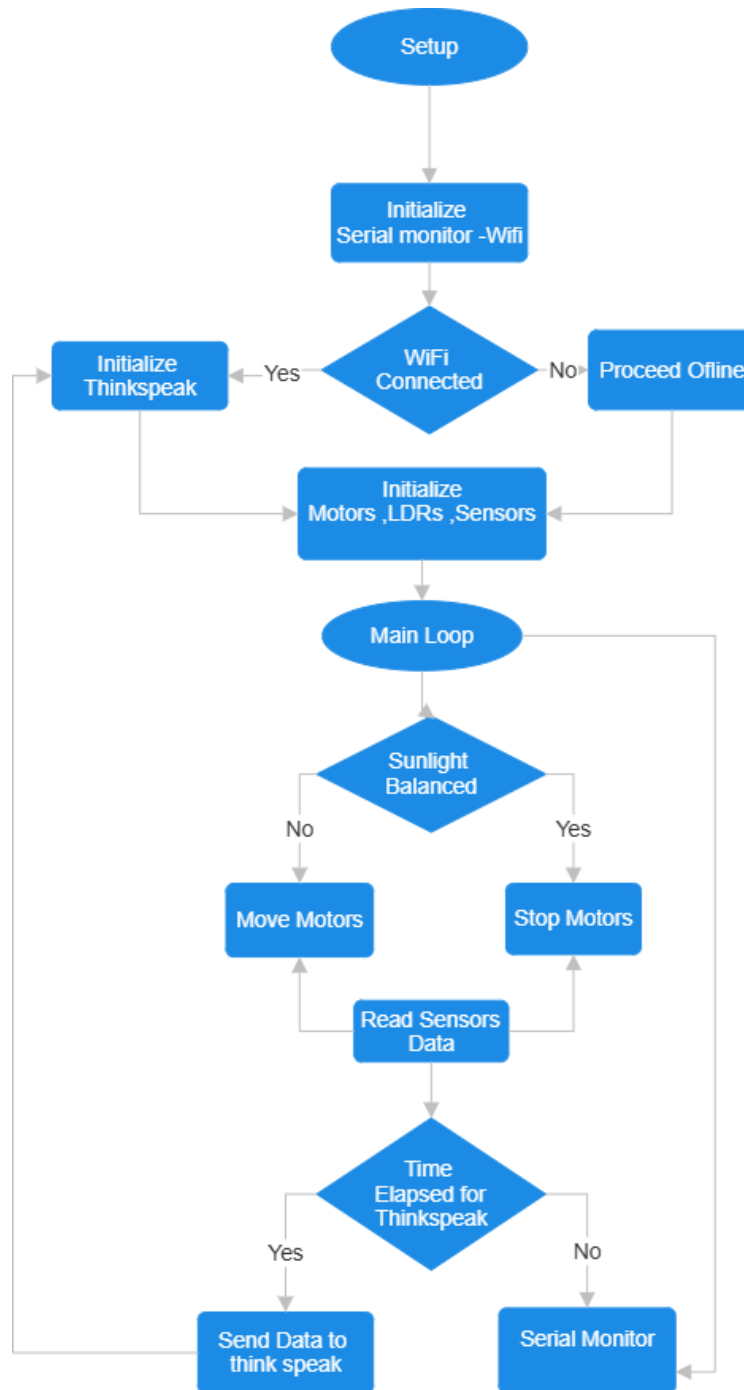 Setup
Initialize
Serial monitor -Wifi
WiFi
Connected
Yes
No
Initialize
Thinkspeak
Proceed Ofline
Initialize
Motors ,LDRs ,Sensors
Main Loop
Sunlight
Balanced
No
Yes
Move Motors
Stop Motors
Read Sensors
Data
Time
Elapsed for
Thinkspeak
Yes
No
Send Data to
think speak
Serial Monitor